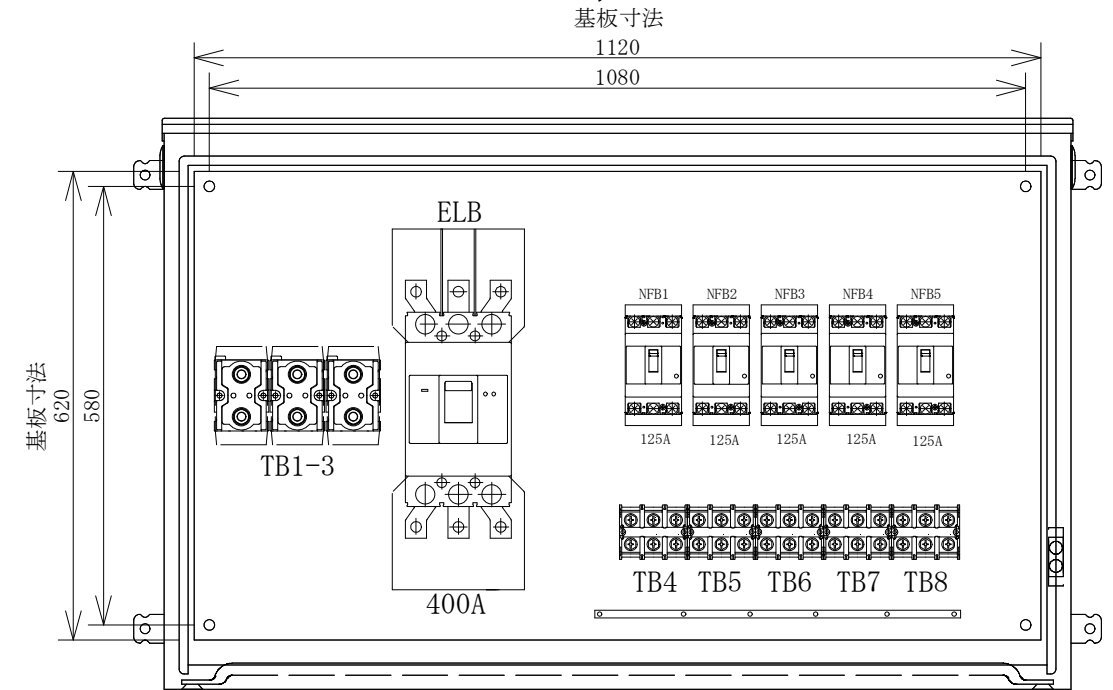 基板寸法
1120
1080
ELB
NFB1 NFB2 NFB3 NFB4 NFB5
基板寸法
620
580
125A 125A 125A 125A 125A
TB1-3
TB4 TB5 TB6 TB7 TB8
400A